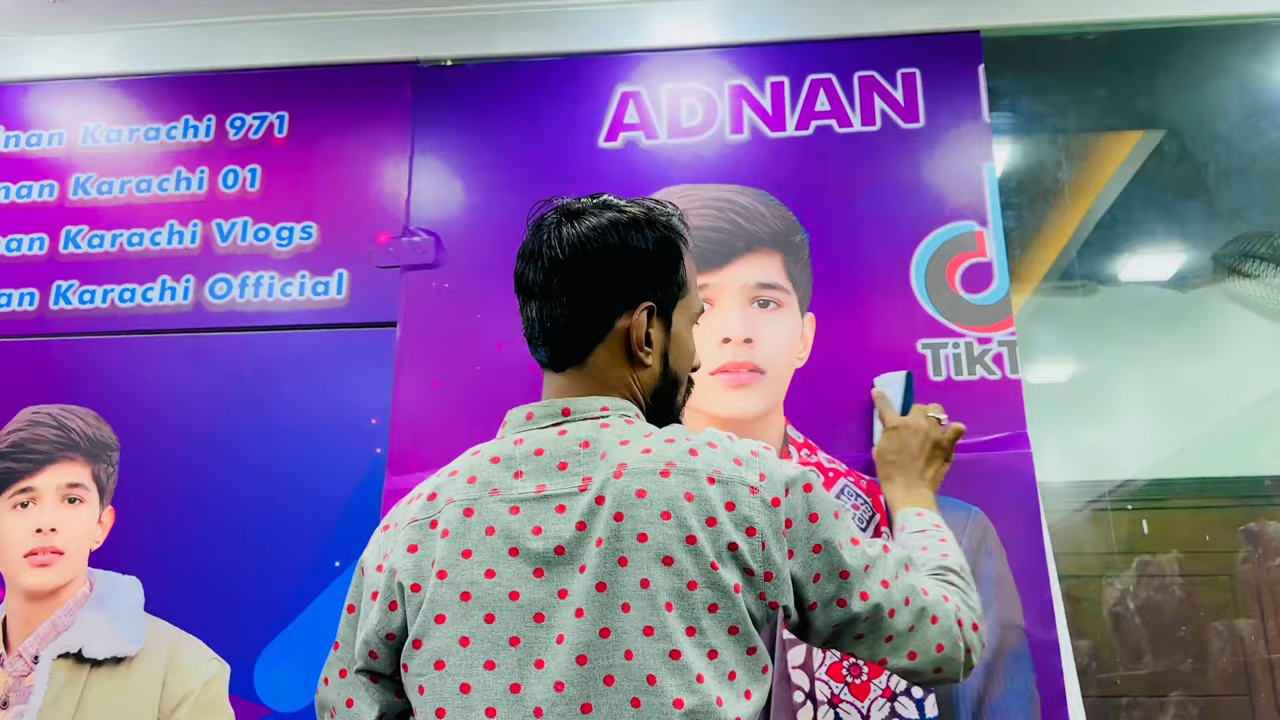 nan Karachi 971
nan Karachi 01
an Karachi Vlogs
an Karachi Official
ADNAN
TikT